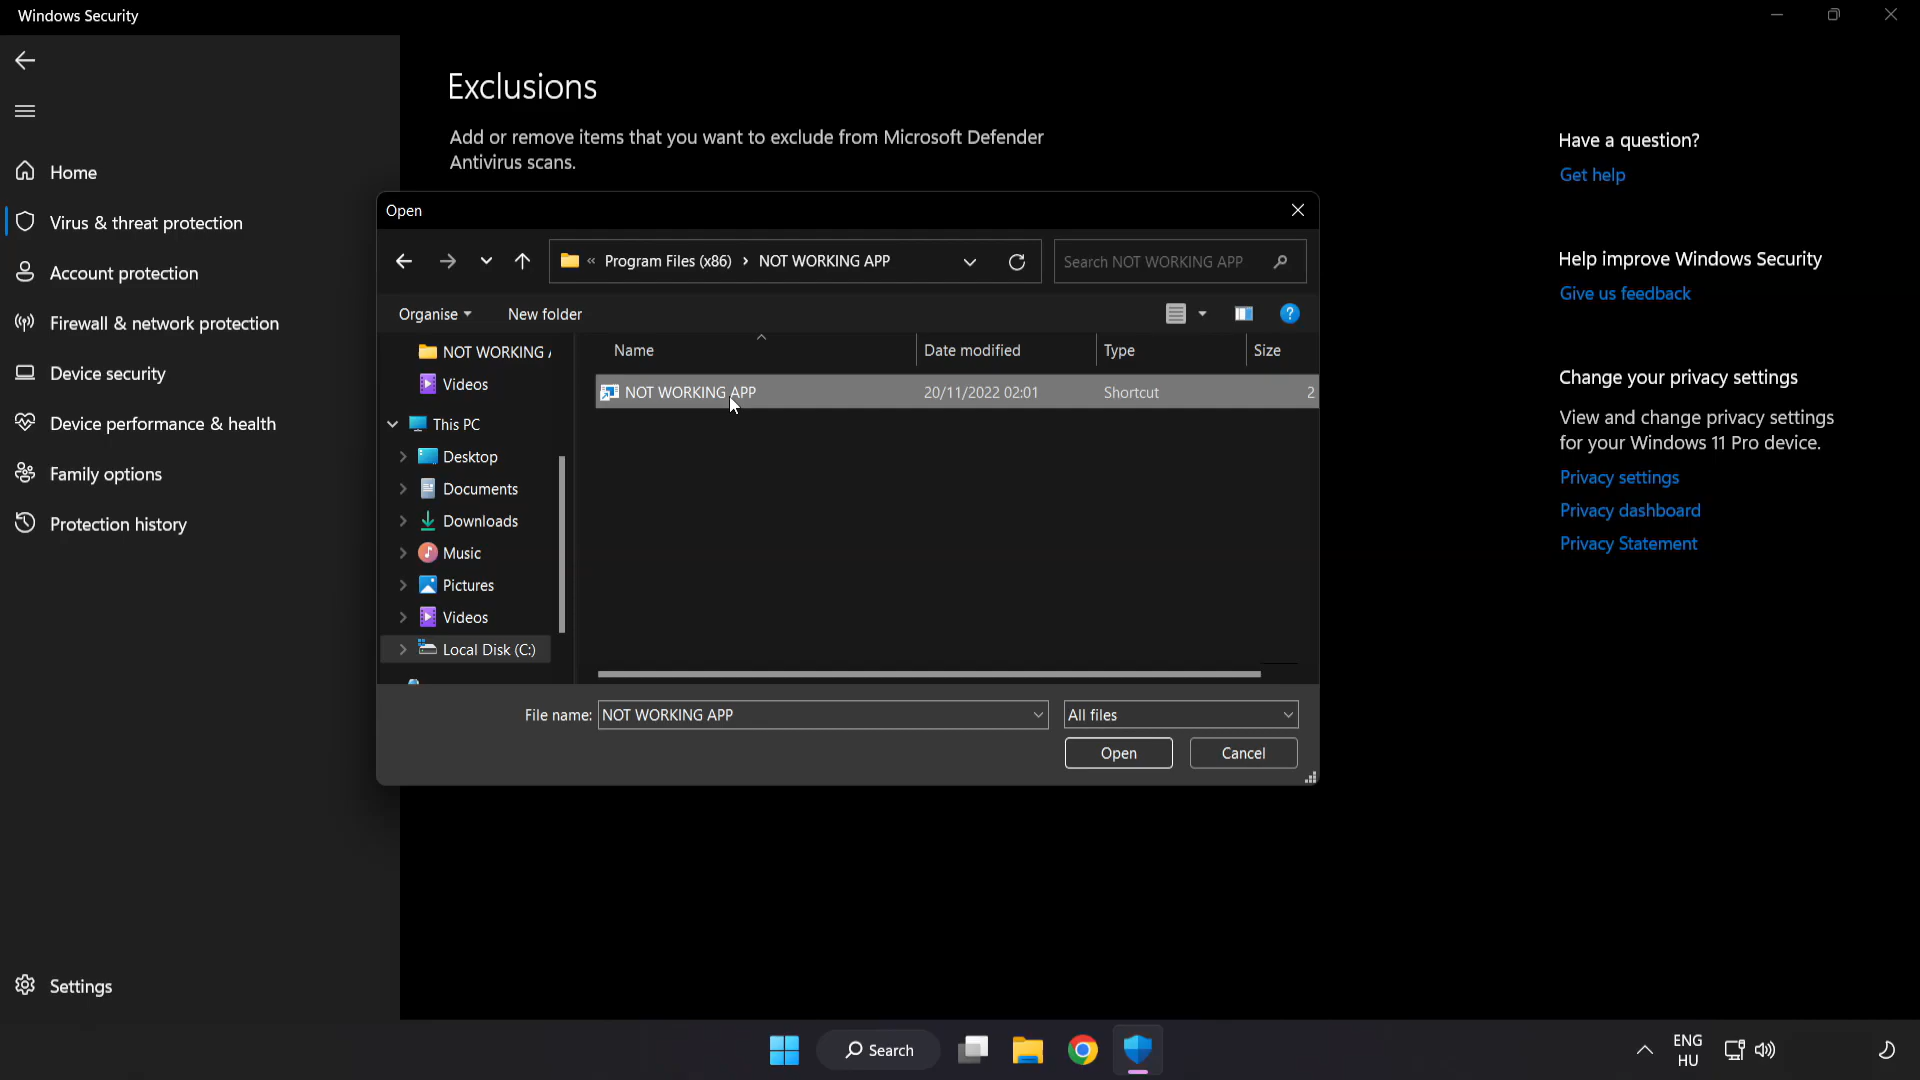 Windows Security
Exclusions
Add or remove items that you want to exclude from Microsoft Defender
Antivirus scans.
Home
Virus & threat protection
Account protection
Firewall & network protection
Device security
Device performance & health
Family options
Protection history
Settings
Open
« Program Files (x86) › NOT WORKING APP
Search NOT WORKING APP
Organise
New folder
?
NOT WORKING
Videos
This PC
Desktop
Documents
Downloads
Music
Pictures
Videos
Local Disk (C:)
Name Date modified Type Size
NOT WORKING APP 20/11/2022 02:01 Shortcut 2
File name: NOT WORKING APP
All files
Open Cancel
Have a question?
Get help
Help improve Windows Security
Give us feedback
Change your privacy settings
View and change privacy settings
for your Windows 11 Pro device.
Privacy settings
Privacy dashboard
Privacy Statement
Search
ENG
HU